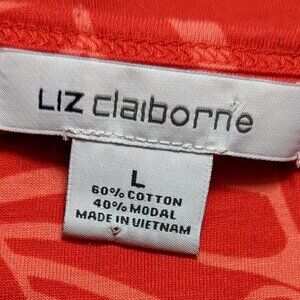 LIZ claiborne
L
60% COTTON
40% MODAL
MADE IN VIETNAM